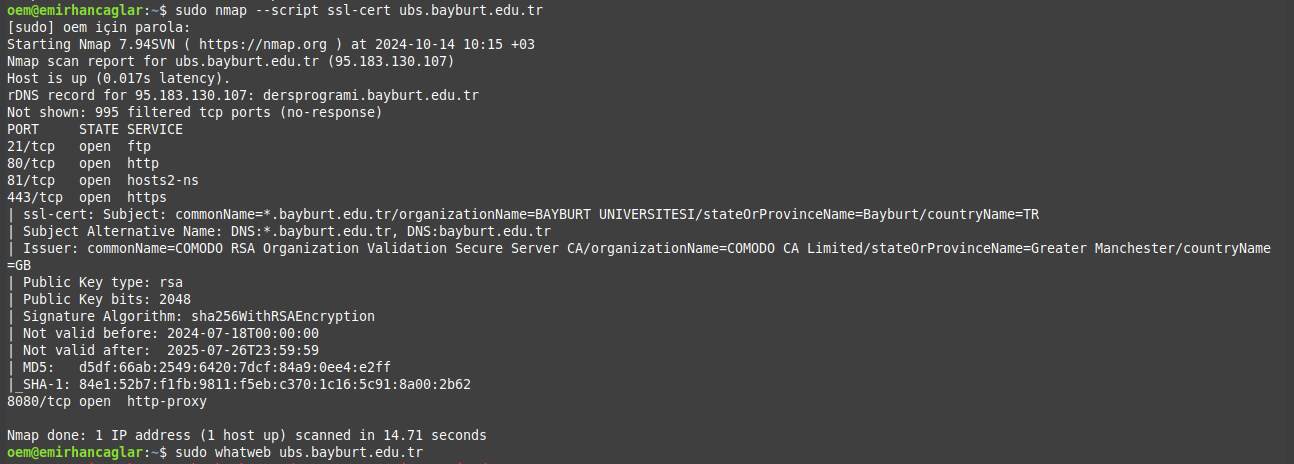 oem@emirhancaglar:~$ sudo nmap --script ssl-cert ubs.bayburt.edu.tr
[sudo] oem için parola:
Starting Nmap 7.94SVN ( https://nmap.org ) at 2024-10-14 10:15 +03
Nmap scan report for ubs.bayburt.edu.tr (95.183.130.107)
Host is up (0.017s latency).
rDNS record for 95.183.130.107: dersprogrami.bayburt.edu.tr
Not shown: 995 filtered tcp ports (no-response)
PORT     STATE SERVICE
21/tcp   open  ftp
80/tcp   open  http
81/tcp   open  hosts2-ns
443/tcp  open  https
| ssl-cert: Subject: commonName=*.bayburt.edu.tr/organizationName=BAYBURT UNIVERSITESI/stateOrProvinceName=Bayburt/countryName=TR
| Subject Alternative Name: DNS:*.bayburt.edu.tr, DNS:bayburt.edu.tr
| Issuer: commonName=COMODO RSA Organization Validation Secure Server CA/organizationName=COMODO CA Limited/stateOrProvinceName=Greater Manchester/countryName
=GB
| Public Key type: rsa
| Public Key bits: 2048
| Signature Algorithm: sha256WithRSAEncryption
| Not valid before: 2024-07-18T00:00:00
| Not valid after:  2025-07-26T23:59:59
| MD5:   d5df:66ab:2549:6420:7dcf:84a9:0ee4:e2ff
|_SHA-1: 84e1:52b7:f1fb:9811:f5eb:c370:1c16:5c91:8a00:2b62
8080/tcp open  http-proxy

Nmap done: 1 IP address (1 host up) scanned in 14.71 seconds
oem@emirhancaglar:~$ sudo whatweb ubs.bayburt.edu.tr